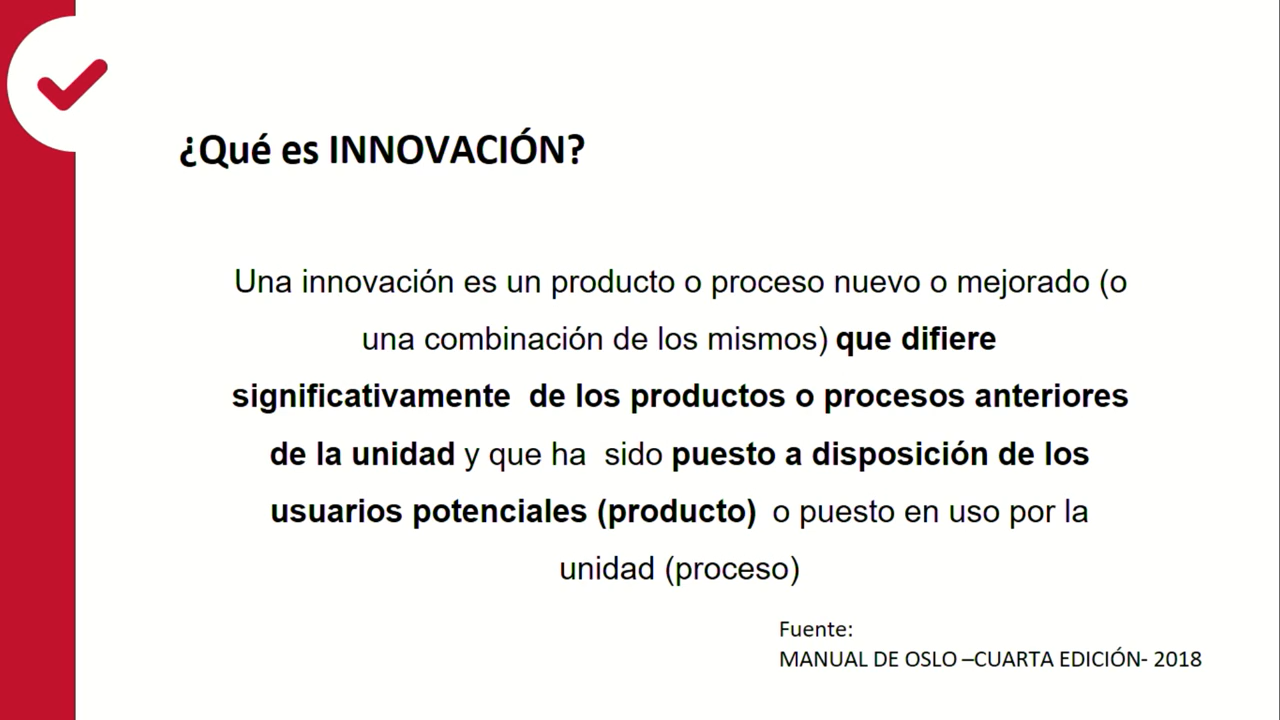 ¿Qué es INNOVACIÓN?
Una innovación es un producto o proceso nuevo o mejorado (o
una combinación de los mismos) que difiere
significativamente de los productos o procesos anteriores
de la unidad y que ha sido puesto a disposición de los
usuarios potenciales (producto) o puesto en uso por la
unidad (proceso)
Fuente:
MANUAL DE OSLO –CUARTA EDICIÓN- 2018